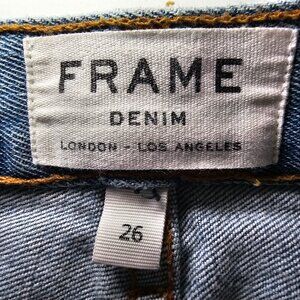 FRAME
DENIM
LONDON - LOS ANGELES
26